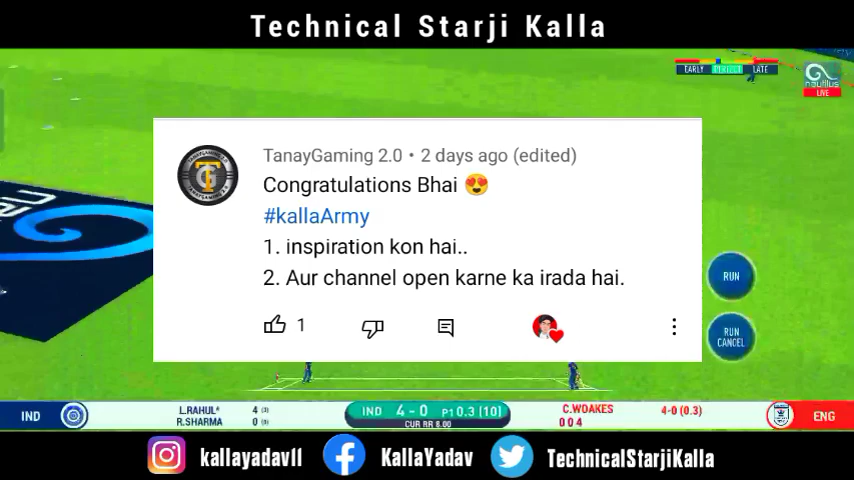 Technical Starji Kalla
EARLY PERFECT LATE
nautilus
LIVE
TanayGaming 2.0 • 2 days ago (edited)
Congratulations Bhai 😍
#kallaArmy
1. inspiration kon hai..
2. Aur channel open karne ka irada hai.
1
RUN
RUN
CANCEL
IND L.RAHUL* 4 (3) IND 4-0 P1 0.3 (10) C.WOAKES 4-0 (0.3) ENG
R.SHARMA 0 (0) CUR RR 8.00 0 0 4
kallayadav11 KallaYadav TechnicalStarjiKalla